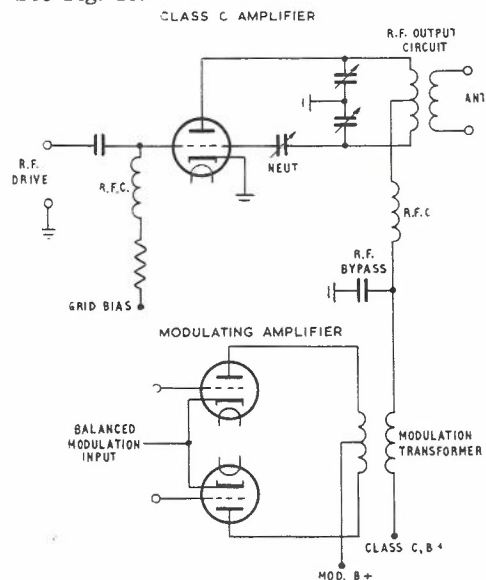 CLASS C AMPLIFIER
R.F. OUTPUT
CIRCUIT
ANT
R.F.
DRIVE
R.F.C.
NEUT
R.F.C
R.F.
BYPASS
GRID BIAS
MODULATING AMPLIFIER
BALANCED
MODULATION
INPUT
MODULATION
TRANSFORMER
CLASS C, B+
MOD. B+